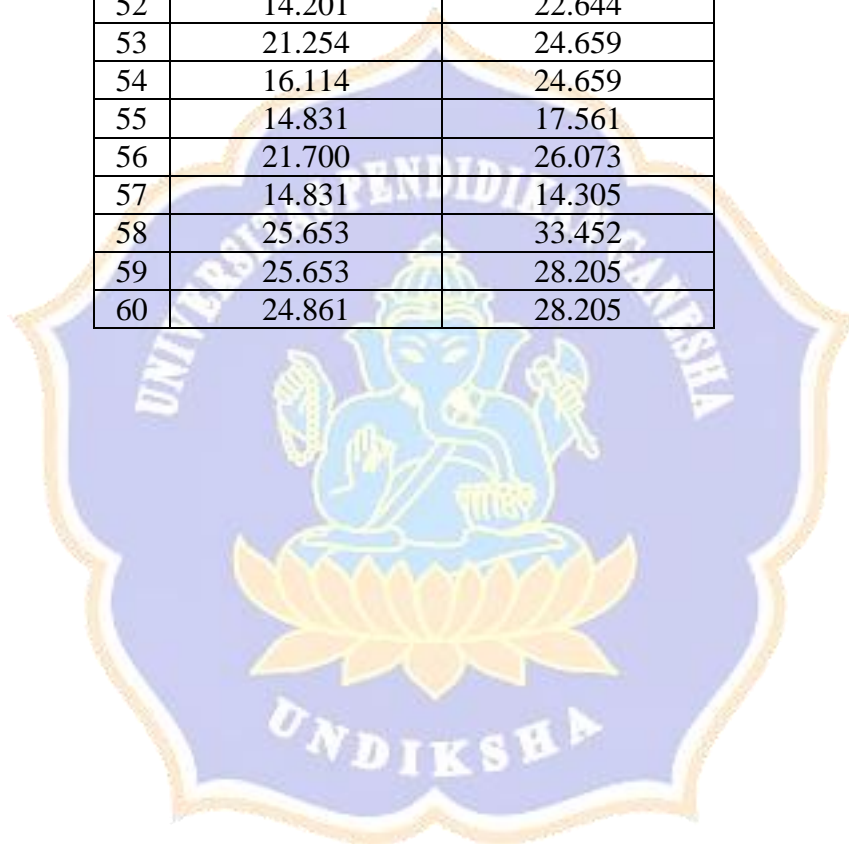 52 14.201 22.644
53 21.254 24.659
54 16.114 24.659
55 14.831 17.561
56 21.700 26.073
57 14.831 14.305
58 25.653 33.452
59 25.653 28.205
60 24.861 28.205
UNIVERSITAS PENDIDIKAN GANESHA
UNDIKSHA